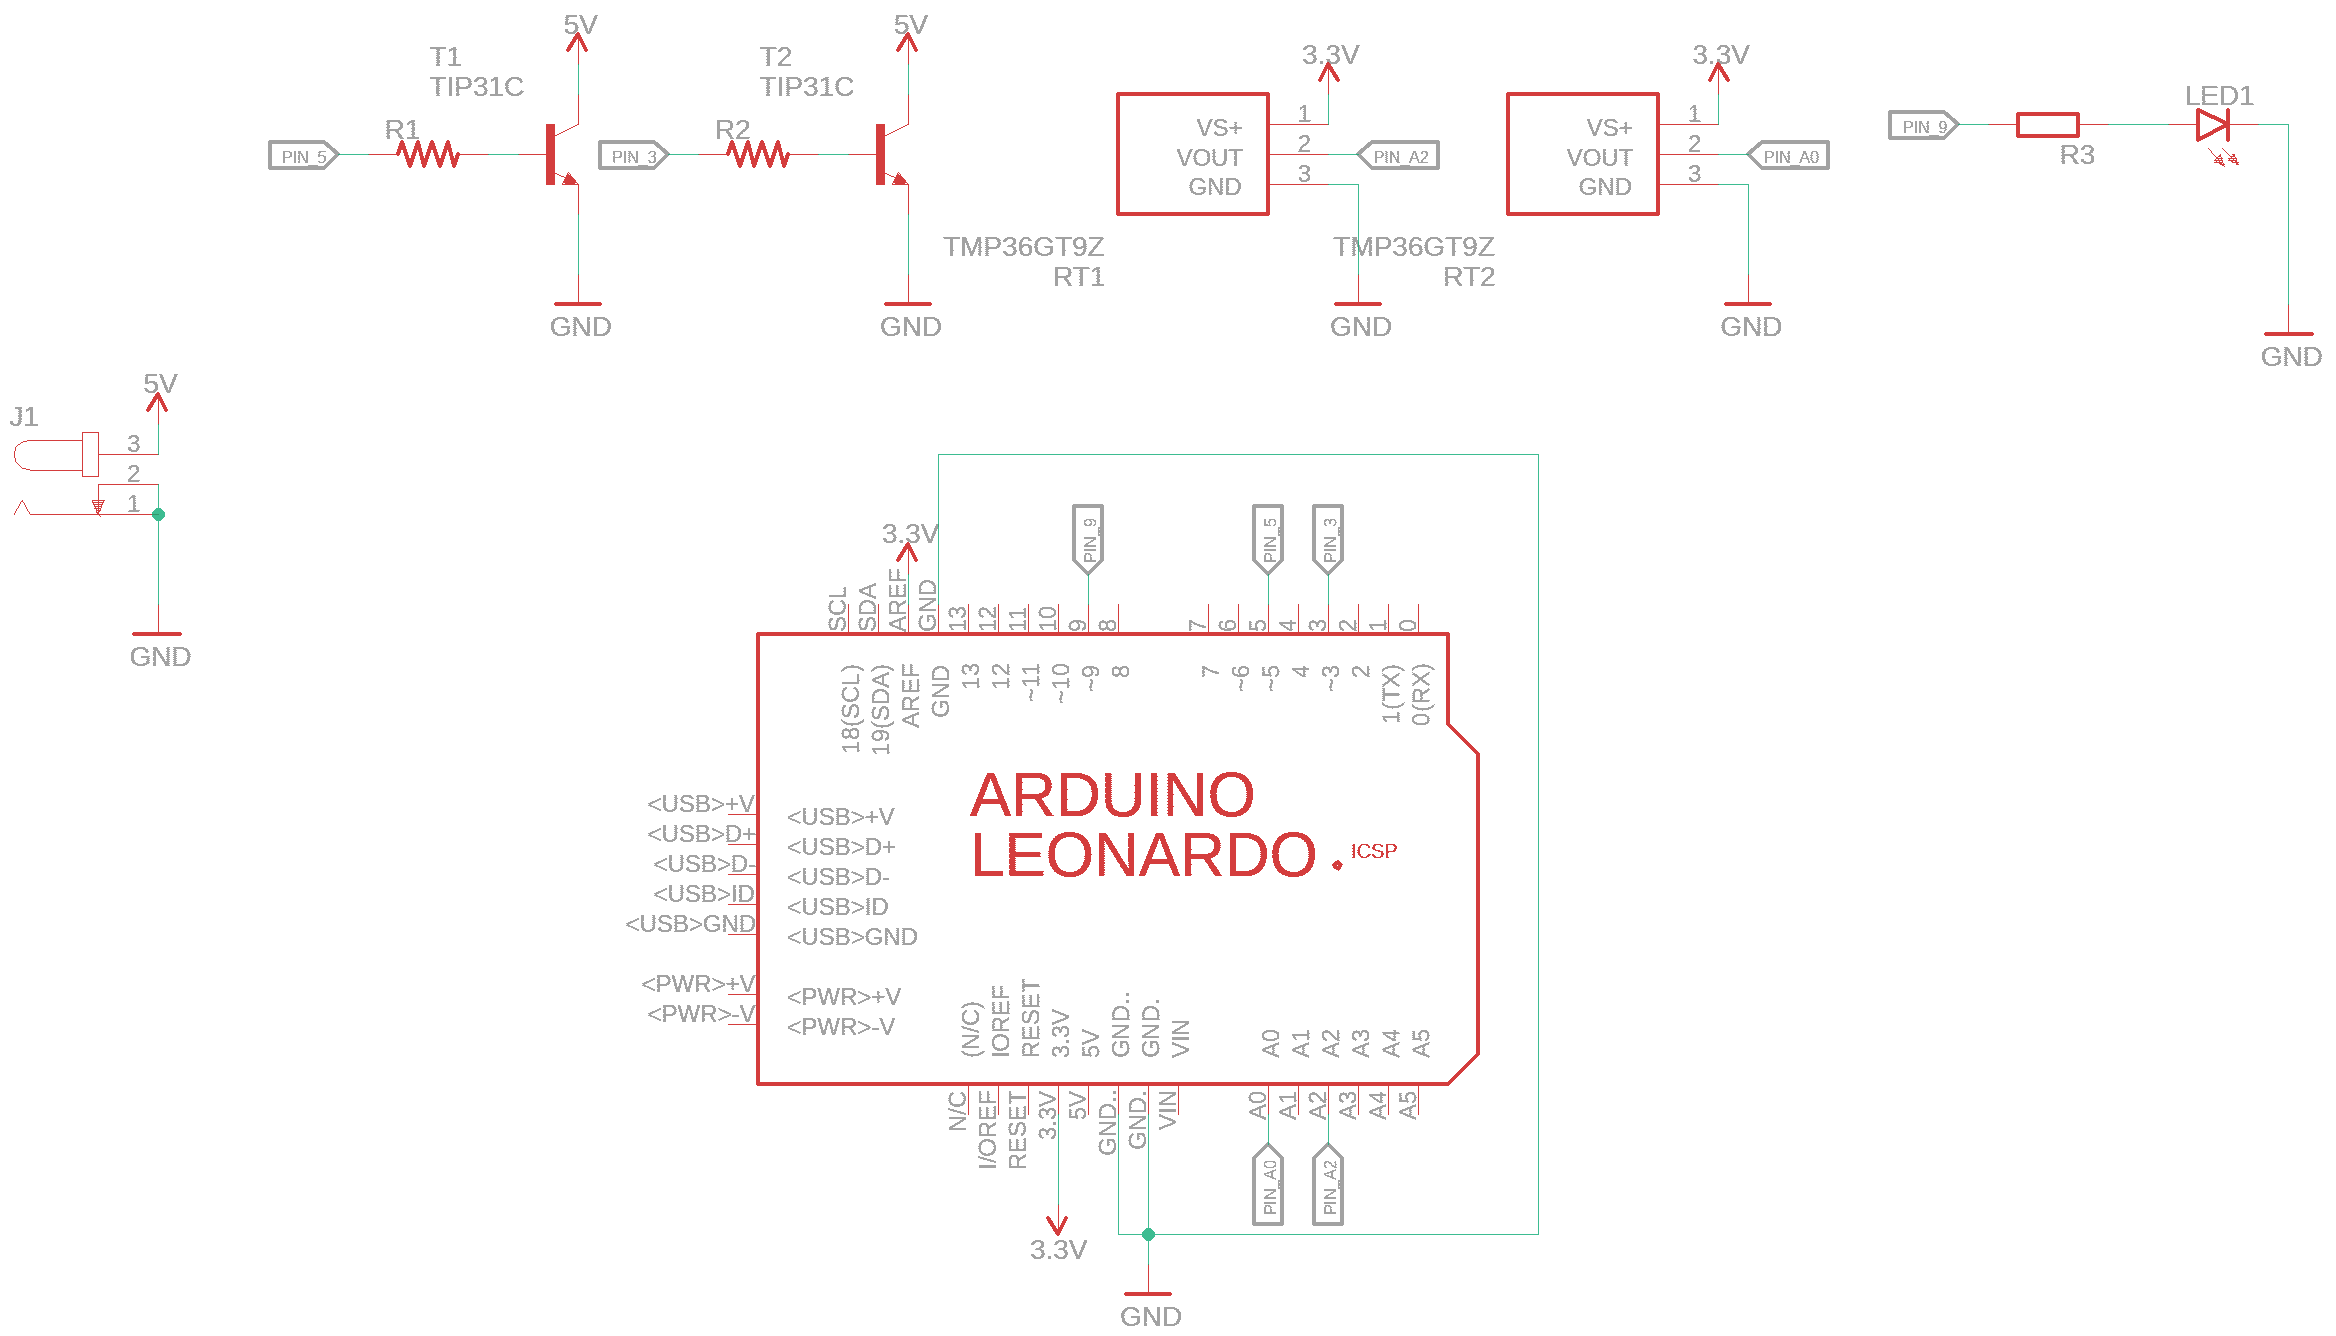 5V
T1
TIP31C
R1
PIN_5
GND
5V
T2
TIP31C
R2
PIN_3
GND
3.3V
VS+
VOUT
GND
1
2
3
PIN_A2
TMP36GT9Z
RT1
GND
3.3V
VS+
VOUT
GND
1
2
3
PIN_A0
TMP36GT9Z
RT2
GND
PIN_9
R3
LED1
GND
5V
J1
3
2
1
GND
3.3V
PIN_9
PIN_5
PIN_3
SCL
SDA
AREF
GND
13
12
11
10
9
8
7
6
5
4
3
2
1
0
18(SCL)
19(SDA)
AREF
GND
13
12
~11
~10
~9
8
7
~6
~5
4
~3
2
1(TX)
0(RX)
ARDUINO
LEONARDO
ICSP
<USB>+V
<USB>D+
<USB>D-
<USB>ID
<USB>GND
<PWR>+V
<PWR>-V
<USB>+V
<USB>D+
<USB>D-
<USB>ID
<USB>GND
<PWR>+V
<PWR>-V
(N/C)
IOREF
RESET
3.3V
5V
GND..
GND.
VIN
A0
A1
A2
A3
A4
A5
N/C
I/OREF
RESET
3.3V
5V
GND..
GND.
VIN
A0
A1
A2
A3
A4
A5
PIN_A0
PIN_A2
3.3V
GND